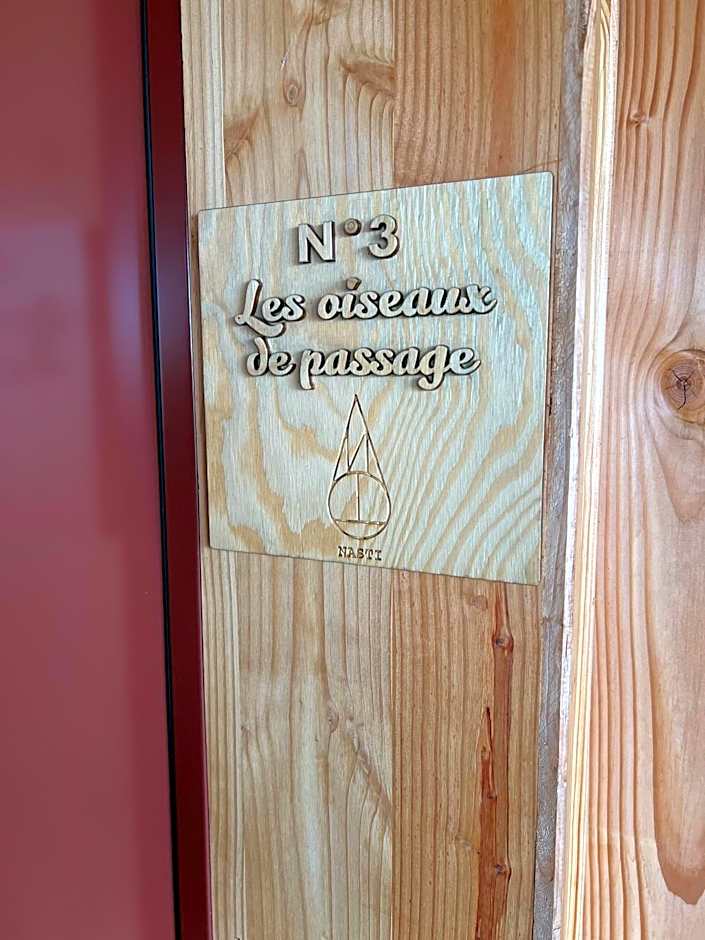 N°3
Les oiseaux
de passage
NASTI